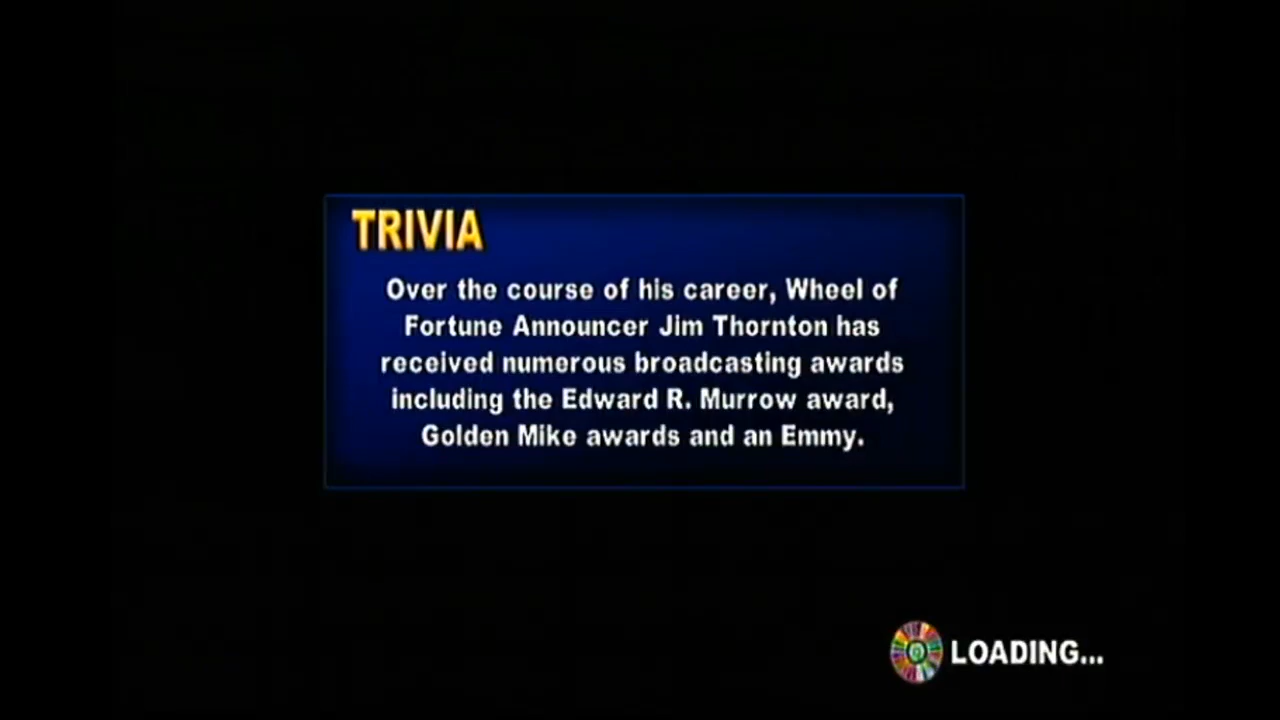 TRIVIA
Over the course of his career, Wheel of
Fortune Announcer Jim Thornton has
received numerous broadcasting awards
including the Edward R. Murrow award,
Golden Mike awards and an Emmy.
LOADING...